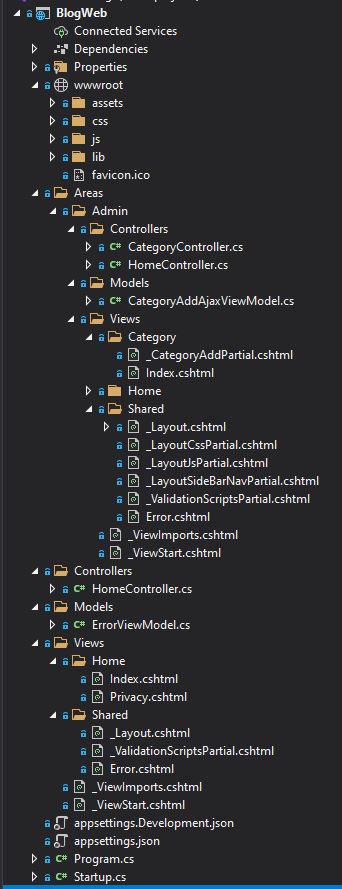 BlogWeb
Connected Services
Dependencies
Properties
wwwroot
assets
css
js
lib
favicon.ico
Areas
Admin
Controllers
C# CategoryController.cs
C# HomeController.cs
Models
C# CategoryAddAjaxViewModel.cs
Views
Category
_CategoryAddPartial.cshtml
Index.cshtml
Home
Shared
_Layout.cshtml
_LayoutCssPartial.cshtml
_LayoutJsPartial.cshtml
_LayoutSideBarNavPartial.cshtml
_ValidationScriptsPartial.cshtml
Error.cshtml
_ViewImports.cshtml
_ViewStart.cshtml
Controllers
C# HomeController.cs
Models
C# ErrorViewModel.cs
Views
Home
Index.cshtml
Privacy.cshtml
Shared
_Layout.cshtml
_ValidationScriptsPartial.cshtml
Error.cshtml
_ViewImports.cshtml
_ViewStart.cshtml
appsettings.Development.json
appsettings.json
C# Program.cs
C# Startup.cs